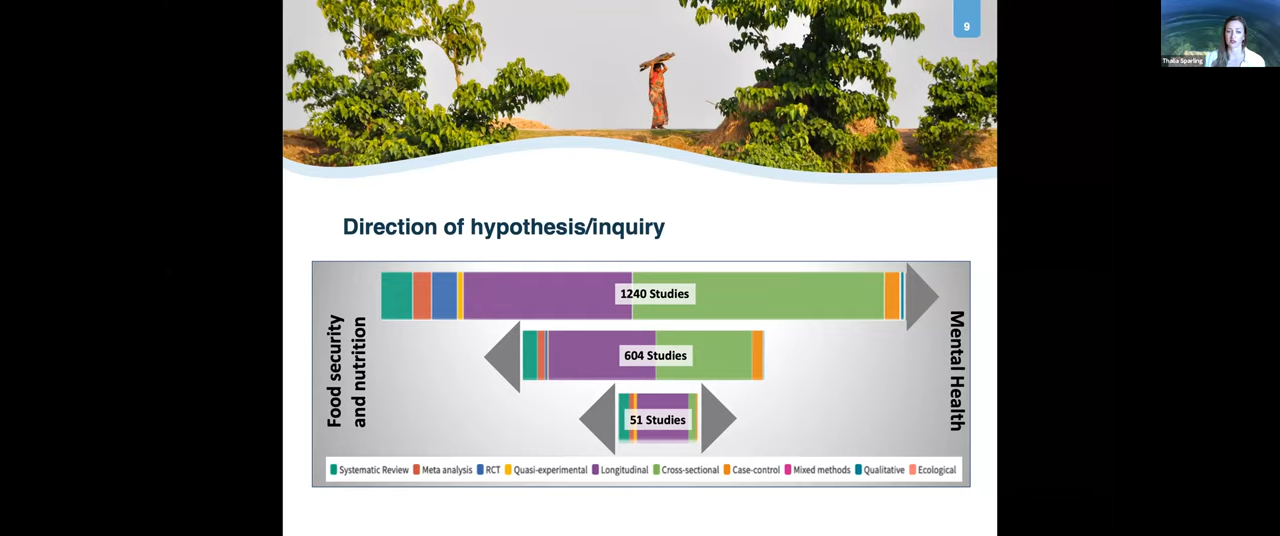 9
Thalia Sparling
Direction of hypothesis/inquiry
Food security
and nutrition
1240 Studies
604 Studies
51 Studies
Mental Health
Systematic Review Meta analysis RCT Quasi-experimental Longitudinal Cross-sectional Case-control Mixed methods Qualitative Ecological